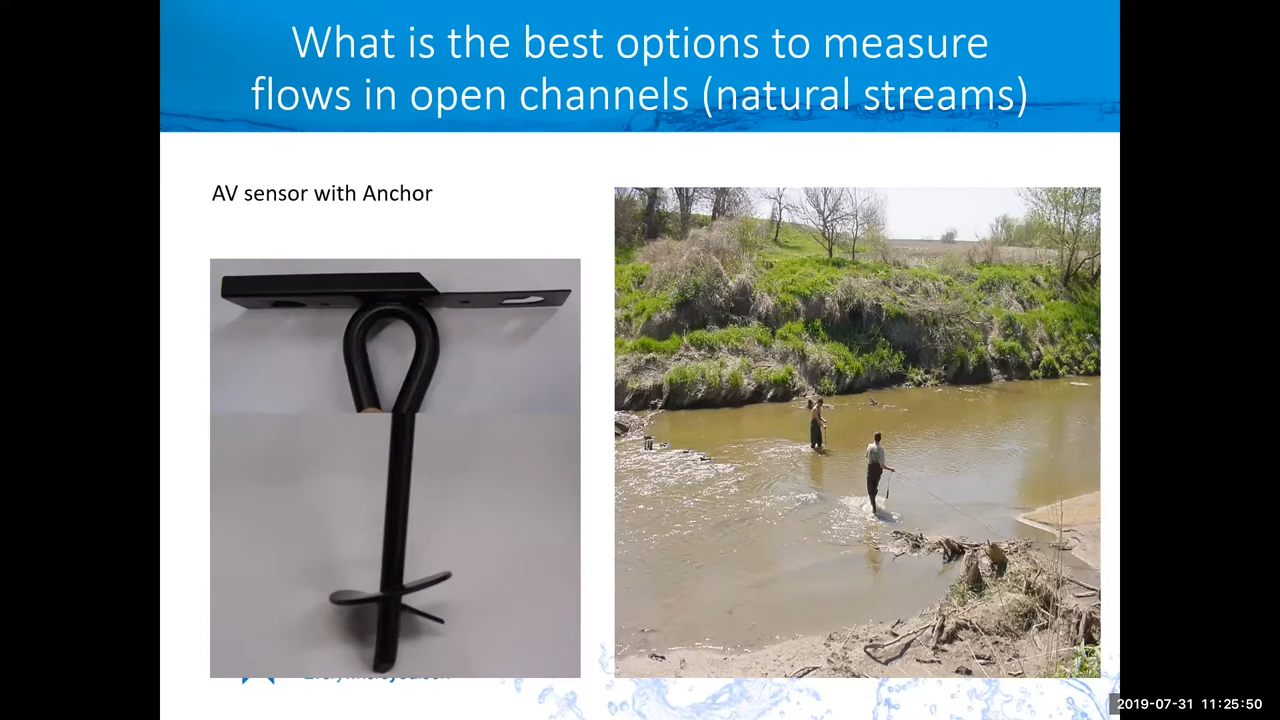 What is the best options to measure
flows in open channels (natural streams)
AV sensor with Anchor
2019-07-31 11:25:50